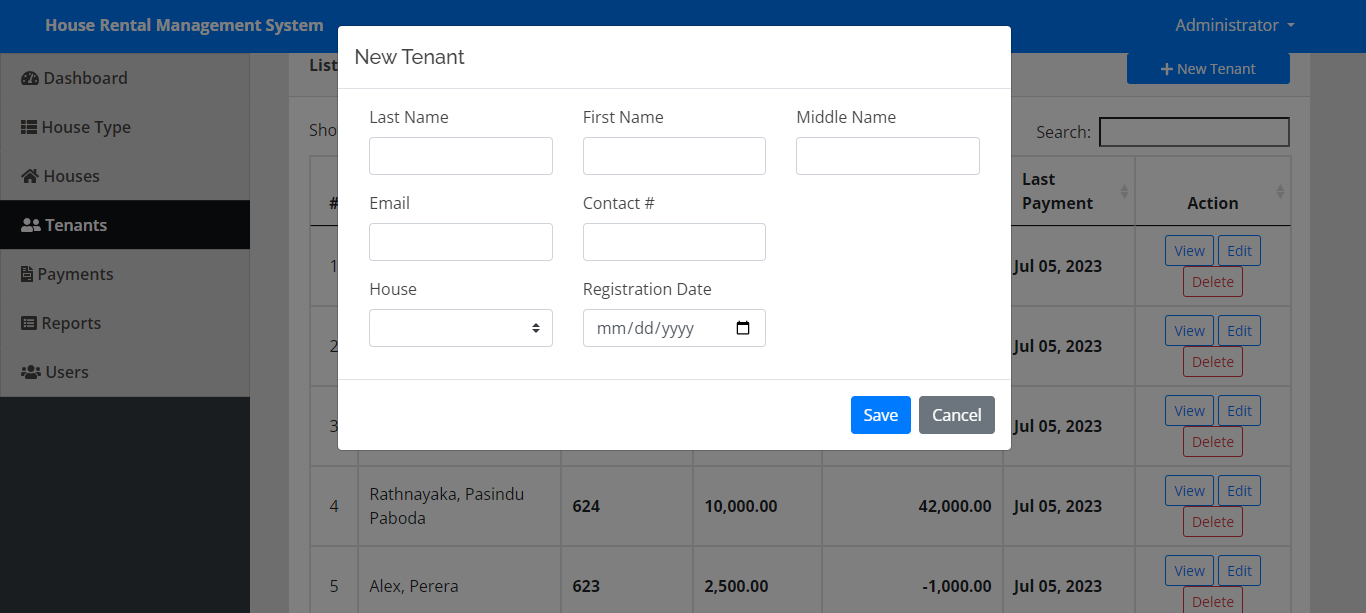 House Rental Management System
Administrator
Dashboard
House Type
Houses
Tenants
Payments
Reports
Users
List
New Tenant
Sho
Search:
New Tenant
Last Name
First Name
Middle Name
Email
Contact #
House
Registration Date
mm/dd/yyyy
Save
Cancel
#
Last
Payment
Action
1
Jul 05, 2023
View
Edit
Delete
2
Jul 05, 2023
View
Edit
Delete
3
Jul 05, 2023
View
Edit
Delete
4
Rathnayaka, Pasindu
Paboda
624
10,000.00
42,000.00
Jul 05, 2023
View
Edit
Delete
5
Alex, Perera
623
2,500.00
-1,000.00
Jul 05, 2023
View
Edit
Delete